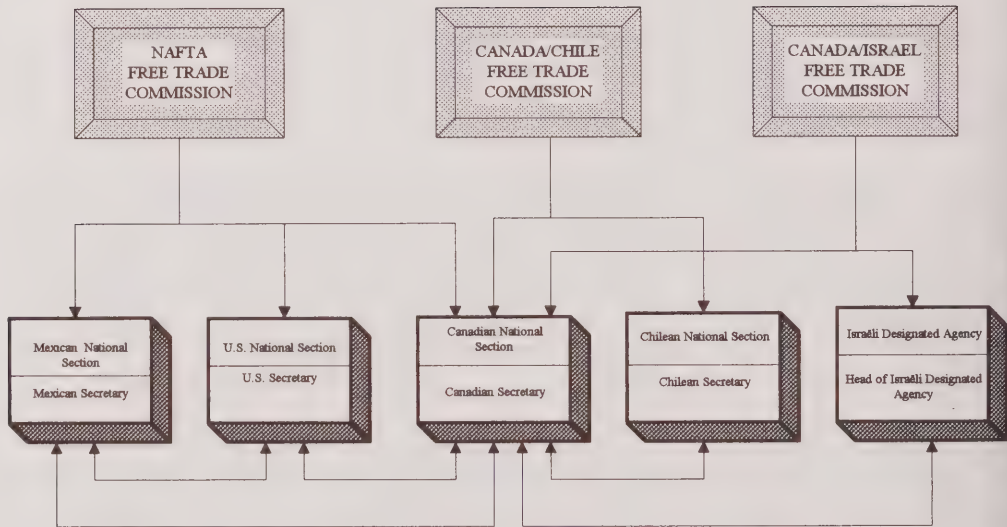 NAFTA
FREE TRADE
COMMISSION
CANADA/CHILE
FREE TRADE
COMMISSION
CANADA/ISRAEL
FREE TRADE
COMMISSION
Mexican National
Section
Mexican Secretary
U.S. National Section
U.S. Secretary
Canadian National
Section
Canadian Secretary
Chilean National Section
Chilean Secretary
Israëli Designated Agency
Head of Israëli Designated
Agency